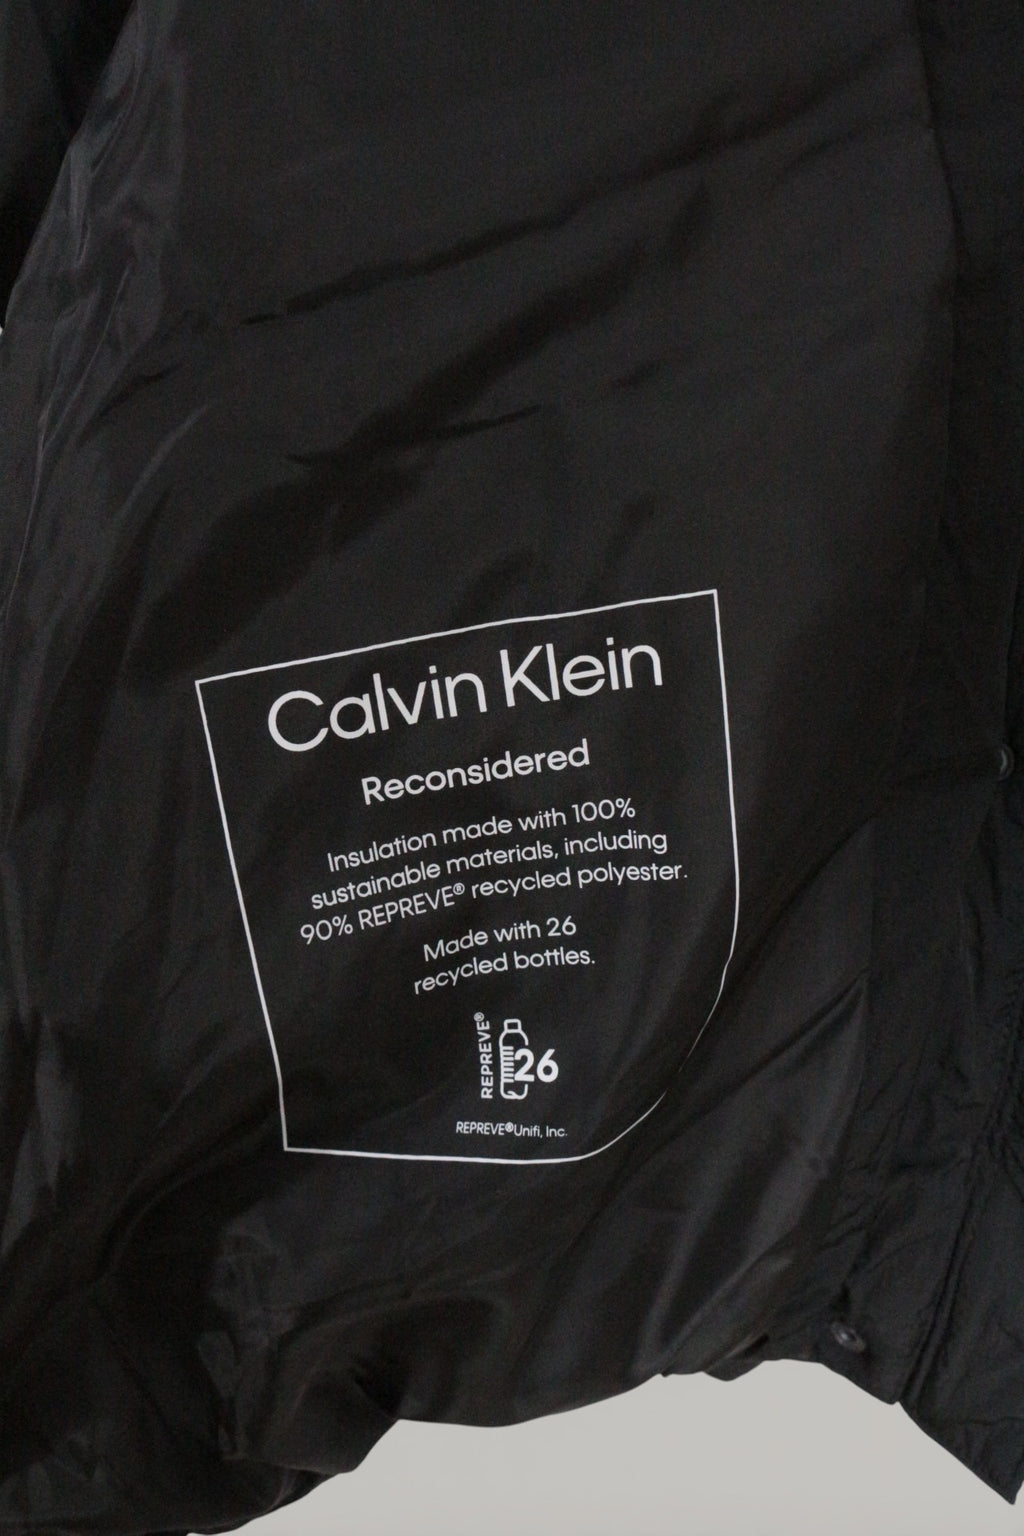 Calvin Klein
Reconsidered
Insulation made with 100%
sustainable materials, including
90% REPREVE® recycled polyester.
Made with 26
recycled bottles.
REPREVE®
26
REPREVE®Unifi, Inc.